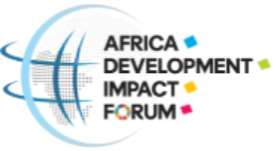 AFRICA
DEVELOPMENT
IMPACT
FORUM